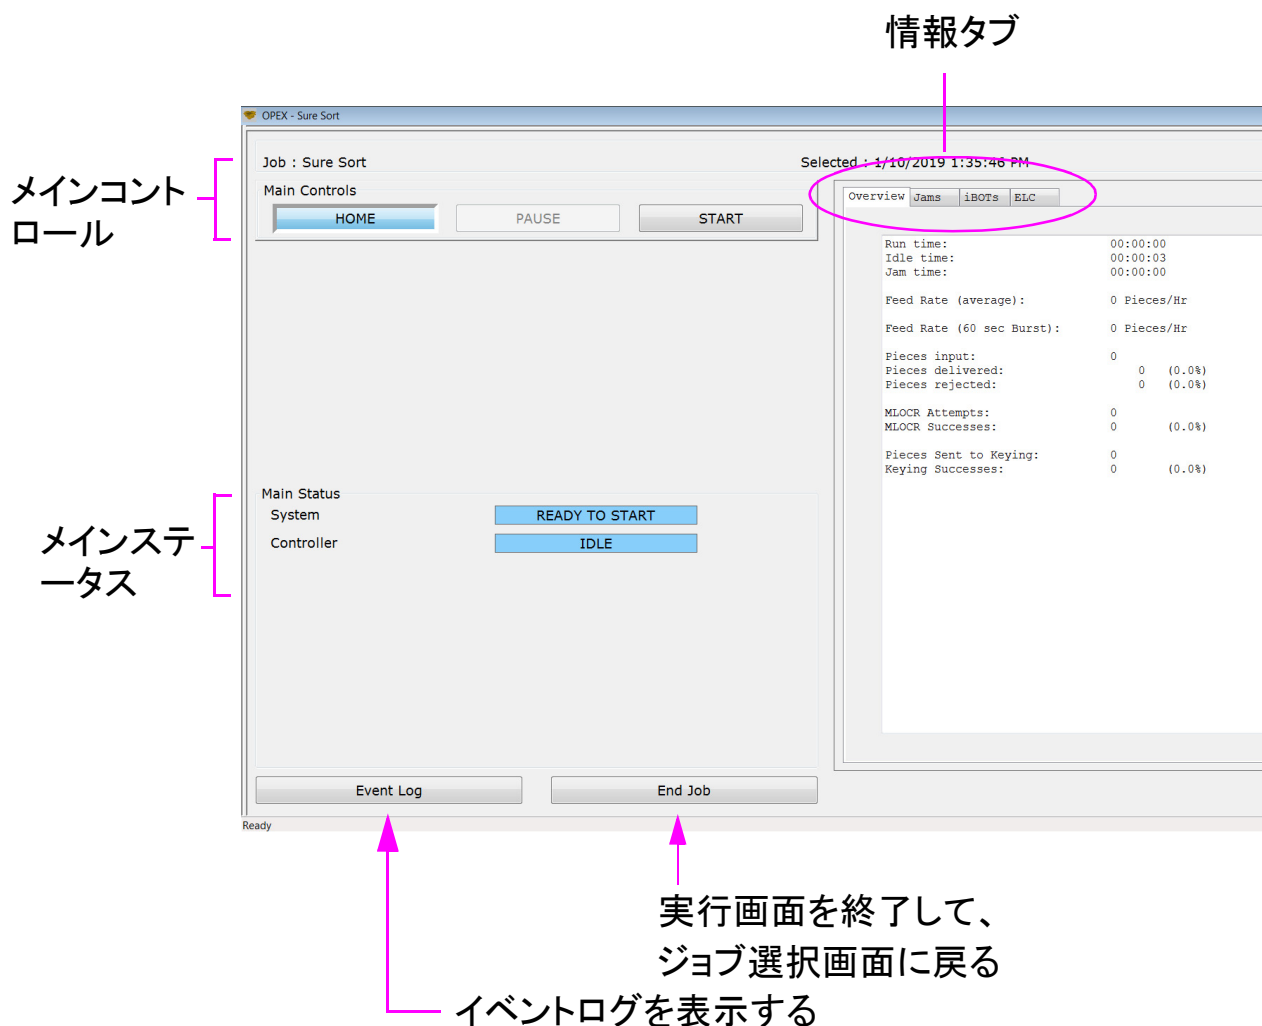 情報タブ
OPEX - Sure Sort
Job : Sure Sort
Selected : 1/10/2019 1:35:46 PM
メインコント
ロール
Main Controls
HOME PAUSE START
Overview Jams iBOTs ELC
Run time: 00:00:00
Idle time: 00:00:03
Jam time: 00:00:00
Feed Rate (average): 0 Pieces/Hr
Feed Rate (60 sec Burst): 0 Pieces/Hr
Pieces input: 0
Pieces delivered: 0 (0.0%)
Pieces rejected: 0 (0.0%)
MLOCR Attempts: 0
MLOCR Successes: 0 (0.0%)
Pieces Sent to Keying: 0
Keying Successes: 0 (0.0%)
メインステ
ータス
Main Status
System READY TO START
Controller IDLE
Event Log End Job
Ready
実行画面を終了して、
ジョブ選択画面に戻る
イベントログを表示する